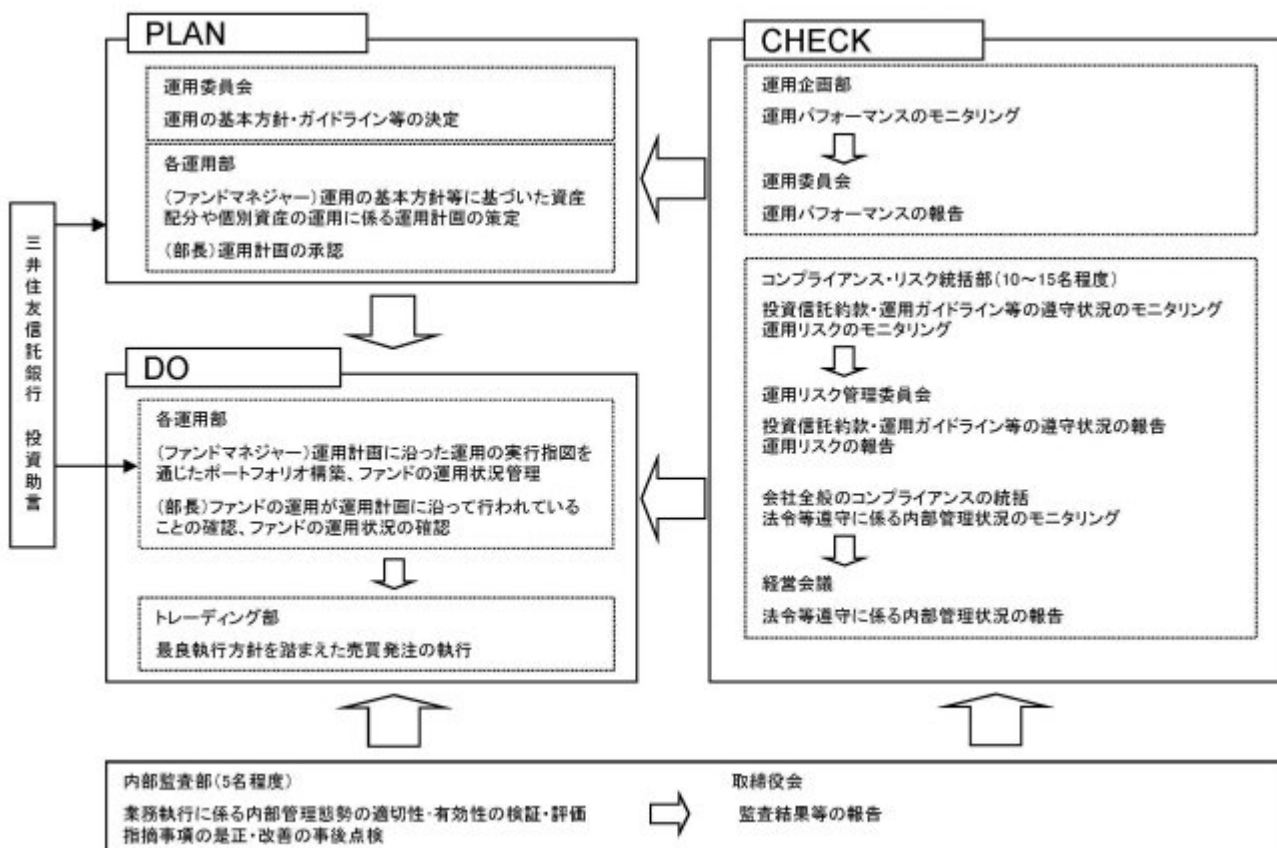 PLAN
運用委員会
運用の基本方針・ガイドライン等の決定
各運用部
(ファンドマネジャー)運用の基本方針等に基づいた資産
配分や個別資産の運用に係る運用計画の策定
(部長)運用計画の承認
三井住友信託銀行 投資助言
DO
各運用部
(ファンドマネジャー)運用計画に沿った運用の実行指図を
通じたポートフォリオ構築、ファンドの運用状況管理
(部長)ファンドの運用が運用計画に沿って行われている
ことの確認、ファンドの運用状況の確認
トレーディング部
最良執行方針を踏まえた売買発注の執行
CHECK
運用企画部
運用パフォーマンスのモニタリング
運用委員会
運用パフォーマンスの報告
コンプライアンス・リスク統括部(10～15名程度)
投資信託約款・運用ガイドライン等の遵守状況のモニタリング
運用リスクのモニタリング
運用リスク管理委員会
投資信託約款・運用ガイドライン等の遵守状況の報告
運用リスクの報告
会社全般のコンプライアンスの統括
法令等遵守に係る内部管理状況のモニタリング
経営会議
法令等遵守に係る内部管理状況の報告
内部監査部(5名程度)
業務執行に係る内部管理態勢の適切性・有効性の検証・評価
指摘事項の是正・改善の事後点検
取締役会
監査結果等の報告